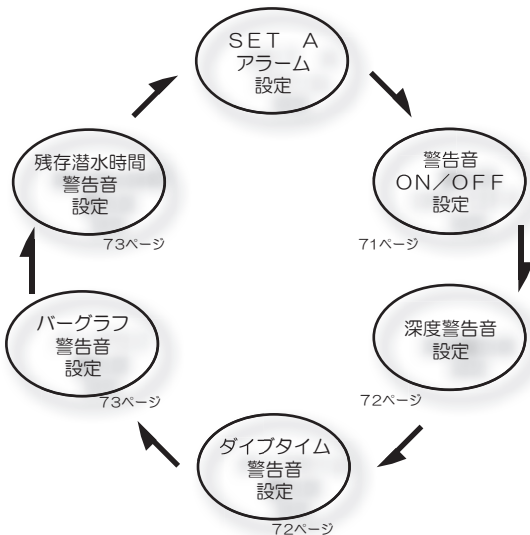 SET A
アラーム
設定
警告音
ON/OFF
設定
71ページ
深度警告音
設定
72ページ
ダイブタイム
警告音
設定
72ページ
バーグラフ
警告音
設定
73ページ
残存潜水時間
警告音
設定
73ページ